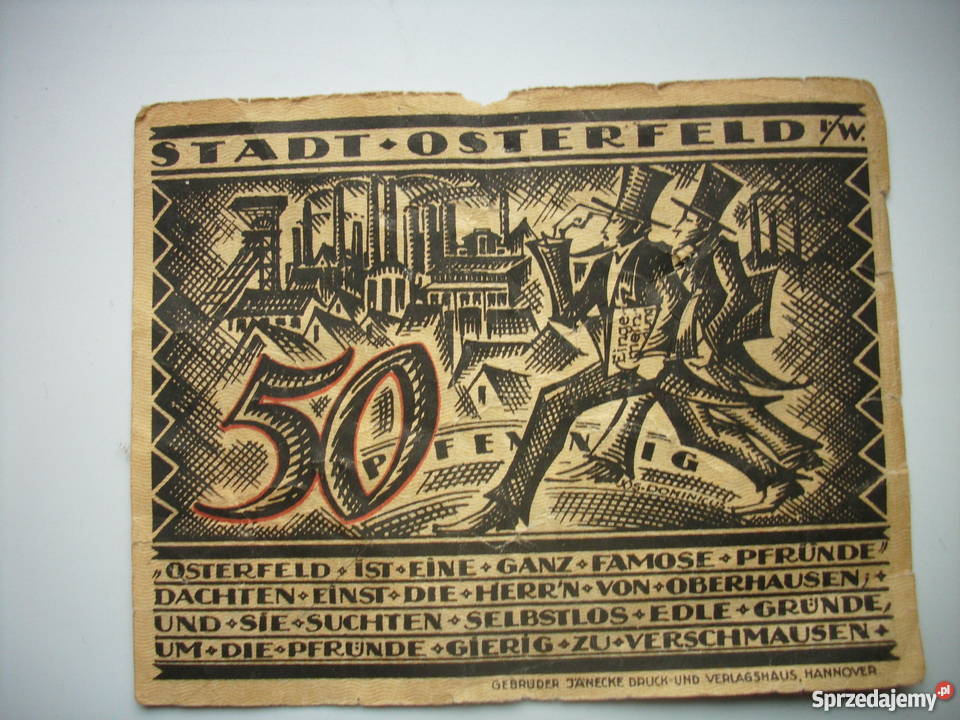 STADT ⬥ OSTERFELD I./W.
Einge-
mein-
50
PFENNIG
A.S. DOMINI
„OSTERFELD ⬥ IST ⬥ EINE ⬥ GANZ ⬥ FAMOSE ⬥ PFRÜNDE“
DACHTEN ⬥ EINST ⬥ DIE ⬥ HERR'N ⬥ VON ⬥ OBERHAUSEN, ⬥
UND ⬥ SIE ⬥ SUCHTEN ⬥ SELBSTLOS ⬥ EDLE ⬥ GRÜNDE,
UM ⬥ DIE ⬥ PFRÜNDE ⬥ GIERIG ⬥ ZU ⬥ VERSCHMAUSEN ⬥
GEBRÜDER JÄNECKE DRUCK- UND VERLAGSHAUS, HANNOVER
Sprzedajemy.pl